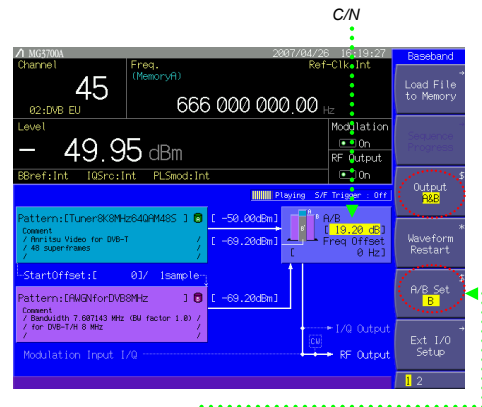 C/N
MG3700A 2007/04/26 16:19:27
Channel Freq. Ref-Clk:Int
(MemoryA)
45 666 000 000.00 Hz
02:DVB EU
Level Modulation
- 49.95 dBm On
RF Output
On
BBref:Int IQSrc:Int PLSmod:Int
Playing S/F Trigger : Off
Pattern:[Tuner8K8MHz64QAM48S ] [ -50.00dBm] A/B
Comment [ 19.20 dB]
/ Anritsu Video for DVB-T / [ -69.20dBm] Freq Offset
/ 48 superframes / [ 0 Hz]
/ /
StartOffset:[ 0]/ 1sample
Pattern:[AWGNforDVB8MHz ] B [ -69.20dBm]
Comment
/ Bandwidth 7.607143 MHz (BW factor 1.0) /
/ for DVB-T/H 8 MHz /
/ /
I/Q Output
CW
Modulation Input I/Q RF Output
Baseband
Load File
to Memory
Sequence
Progress
Output
A&B
Waveform
Restart
A/B Set
B
Ext I/O
Setup
1 2